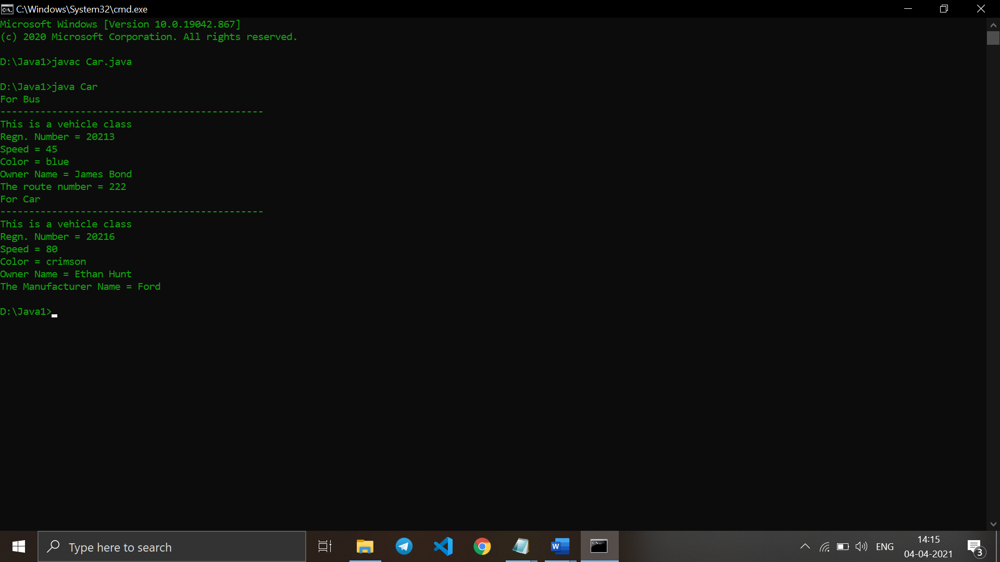 C:\Windows\System32\cmd.exe
Microsoft Windows [Version 10.0.19042.867]
(c) 2020 Microsoft Corporation. All rights reserved.
D:\Java1>javac Car.java
D:\Java1>java Car
For Bus
----------------------------------------------
This is a vehicle class
Regn. Number = 20213
Speed = 45
Color = blue
Owner Name = James Bond
The route number = 222
For Car
----------------------------------------------
This is a vehicle class
Regn. Number = 20216
Speed = 80
Color = crimson
Owner Name = Ethan Hunt
The Manufacturer Name = Ford
D:\Java1>
Type here to search
ENG
14:15
04-04-2021
3